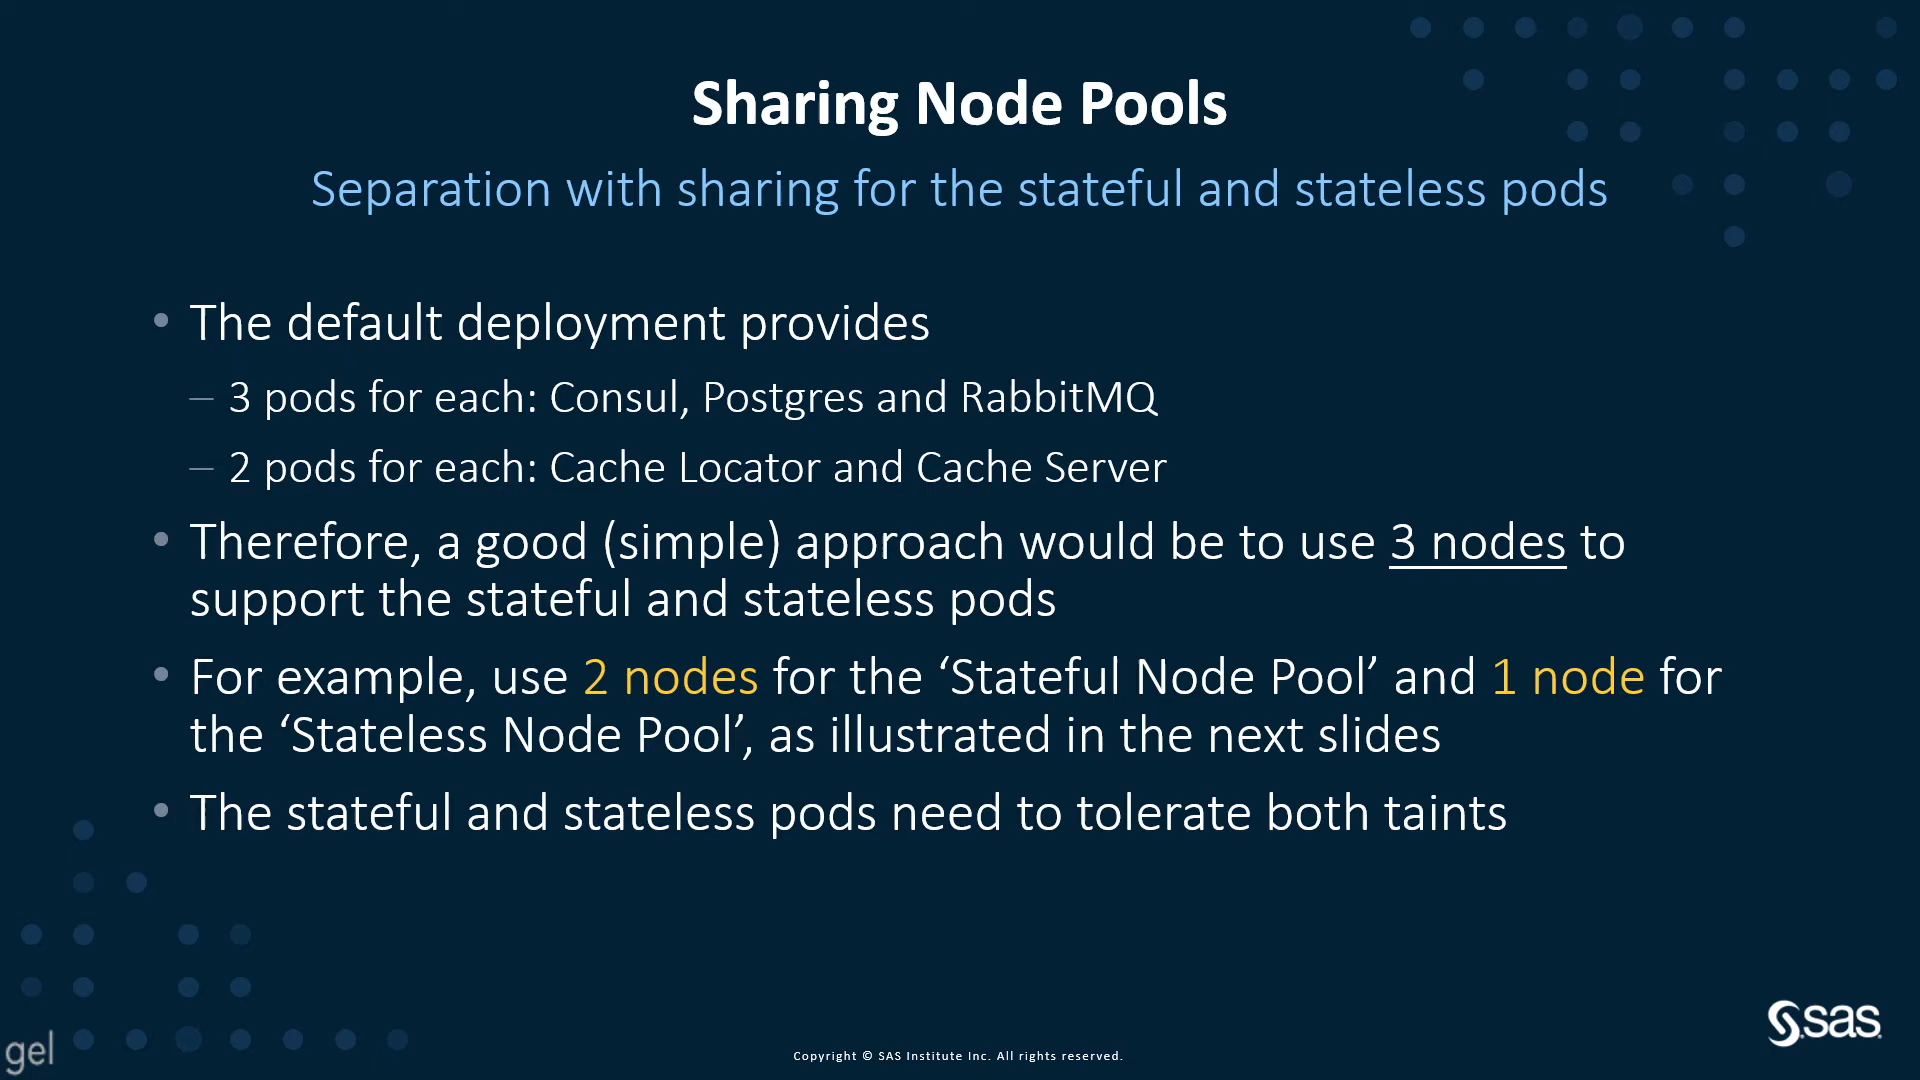 Sharing Node Pools
Separation with sharing for the stateful and stateless pods
• The default deployment provides
– 3 pods for each: Consul, Postgres and RabbitMQ
– 2 pods for each: Cache Locator and Cache Server
• Therefore, a good (simple) approach would be to use 3 nodes to
support the stateful and stateless pods
• For example, use 2 nodes for the ‘Stateful Node Pool’ and 1 node for
the ‘Stateless Node Pool’, as illustrated in the next slides
• The stateful and stateless pods need to tolerate both taints
gel
Copyright © SAS Institute Inc. All rights reserved.
sas